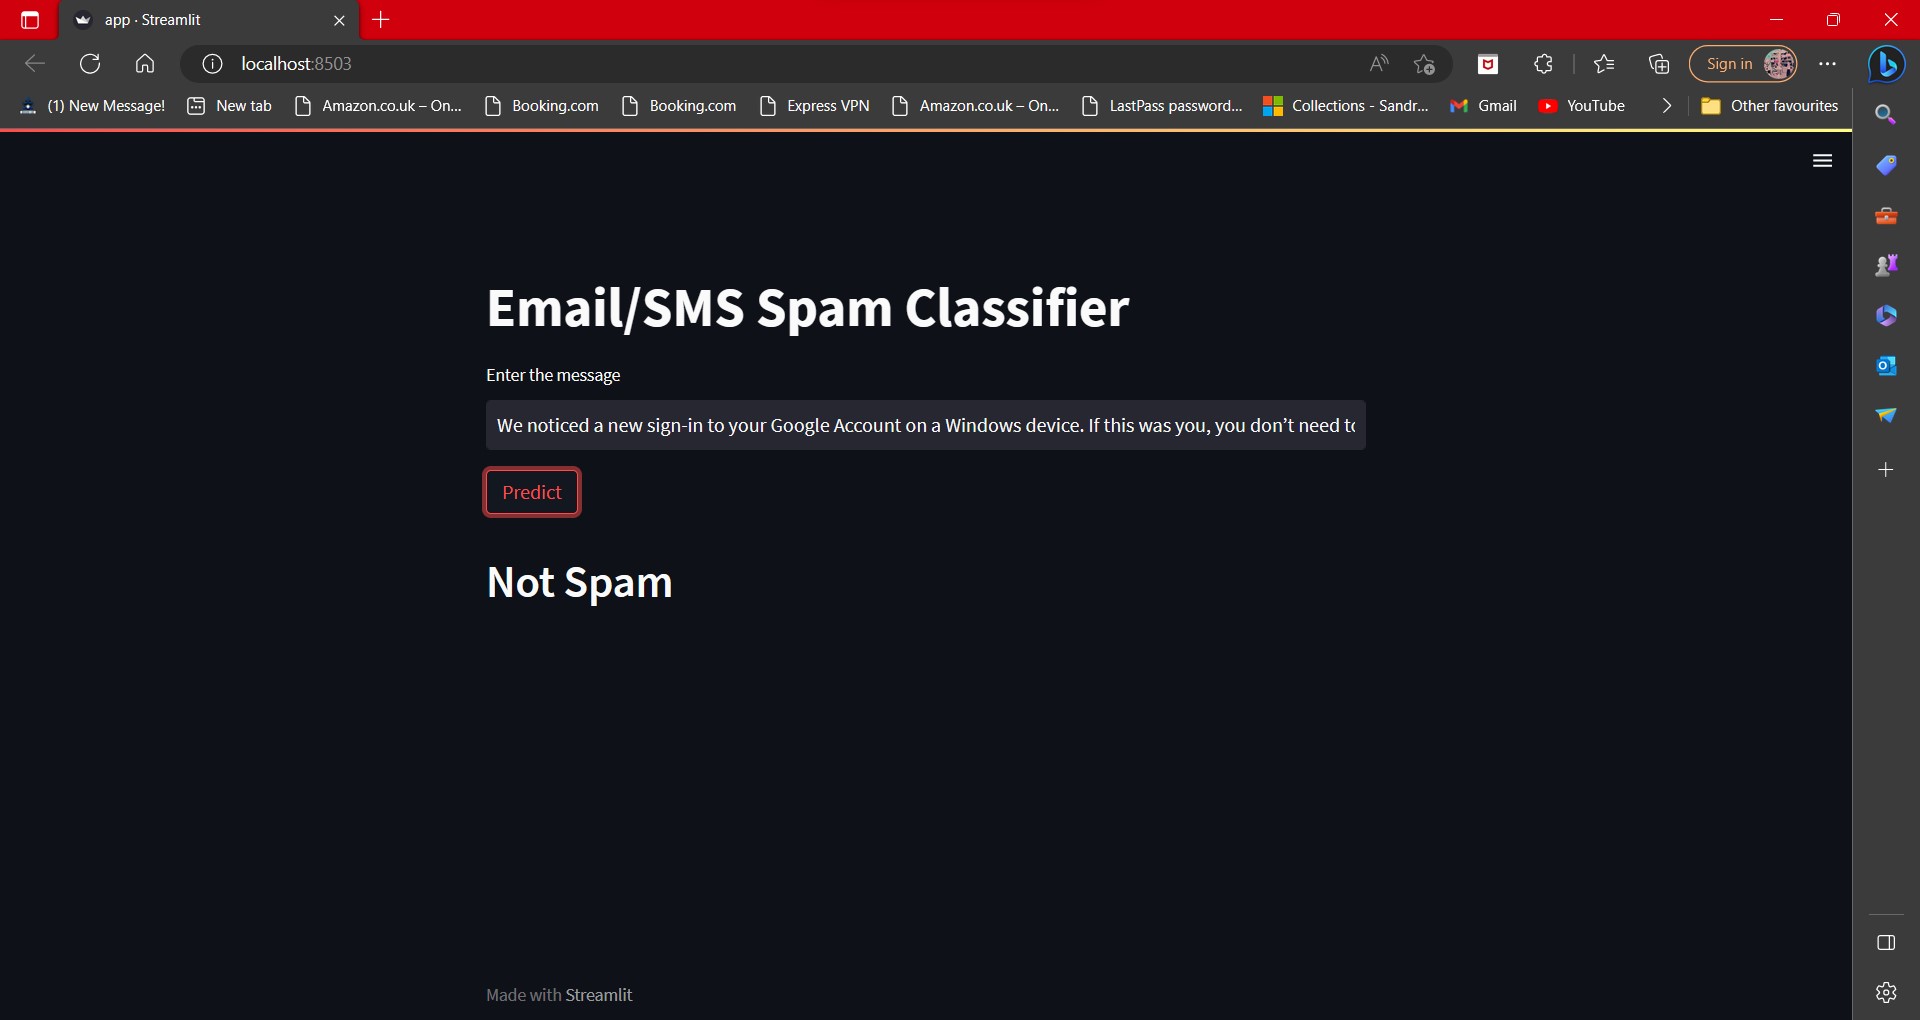 app · Streamlit
localhost:8503
Sign in
(1) New Message!
New tab
Amazon.co.uk – On...
Booking.com
Booking.com
Express VPN
Amazon.co.uk – On...
LastPass password...
Collections - Sandr...
Gmail
YouTube
Other favourites
Email/SMS Spam Classifier
Enter the message
We noticed a new sign-in to your Google Account on a Windows device. If this was you, you don’t need to
Predict
Not Spam
Made with Streamlit